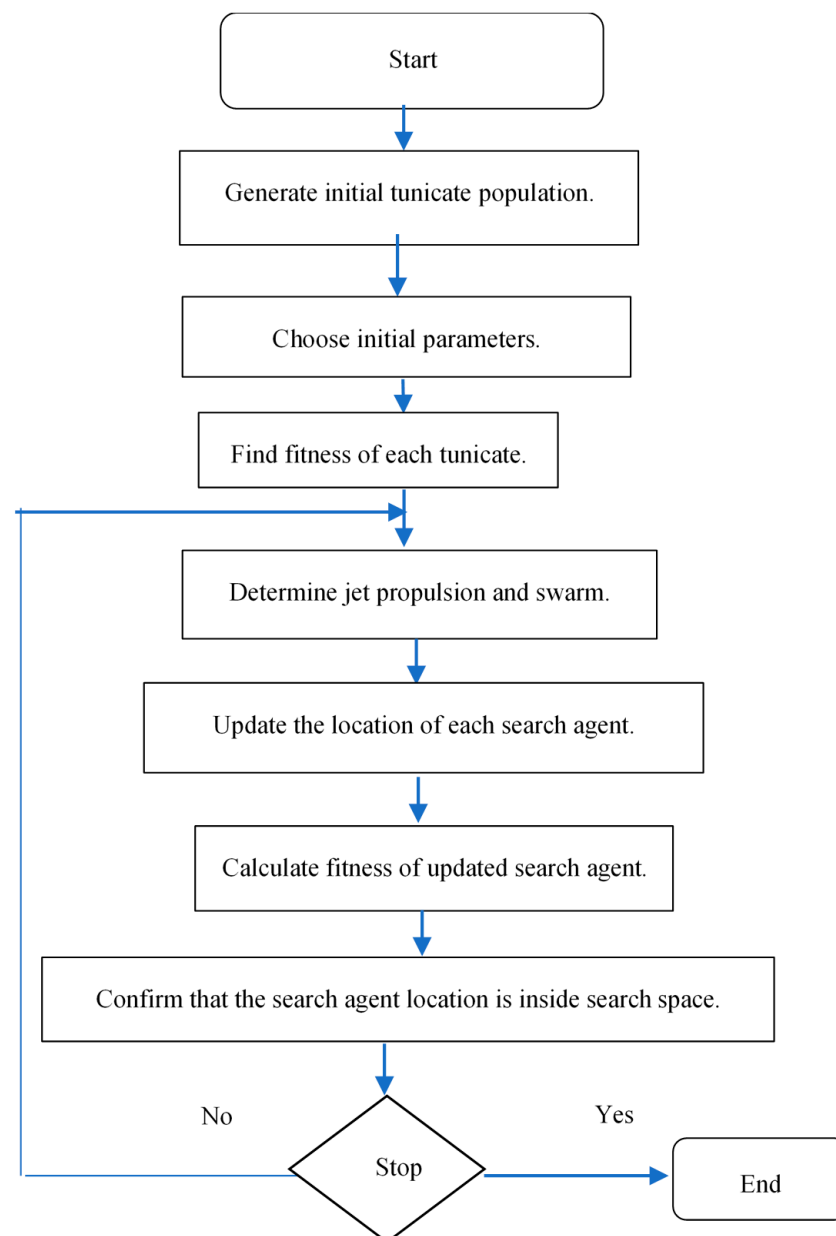 Start
Generate initial tunicate population.
Choose initial parameters.
Find fitness of each tunicate.
Determine jet propulsion and swarm.
Update the location of each search agent.
Calculate fitness of updated search agent.
Confirm that the search agent location is inside search space.
No
Yes
Stop
End